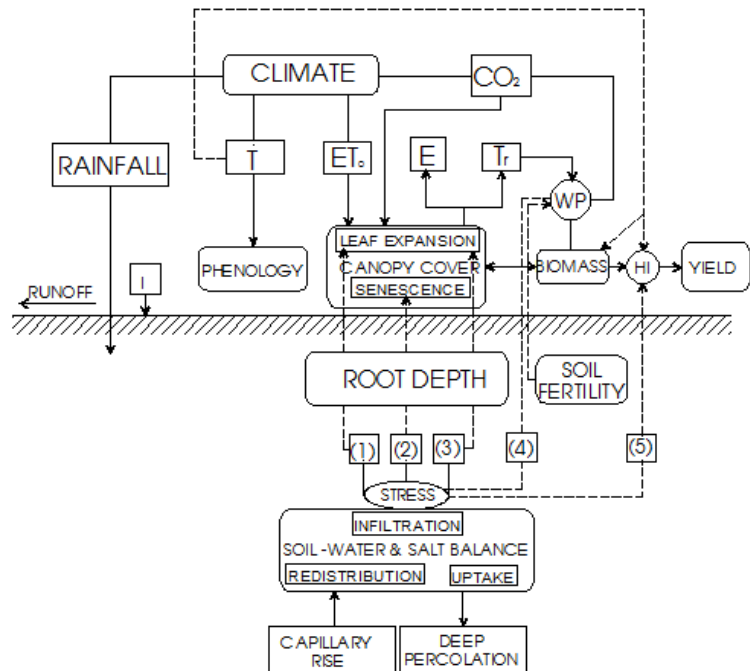 CLIMATE
CO₂
RAINFALL
T
ETₒ
E
Tr
WP
LEAF EXPANSION
PHENOLOGY
CANOPY COVER
BIOMASS
HI
YIELD
SENESCENCE
RUNOFF
I
ROOT DEPTH
SOIL
FERTILITY
(1)
(2)
(3)
(4)
(5)
STRESS
INFILTRATION
SOIL-WATER & SALT BALANCE
REDISTRIBUTION
UPTAKE
CAPILLARY
RISE
DEEP
PERCOLATION